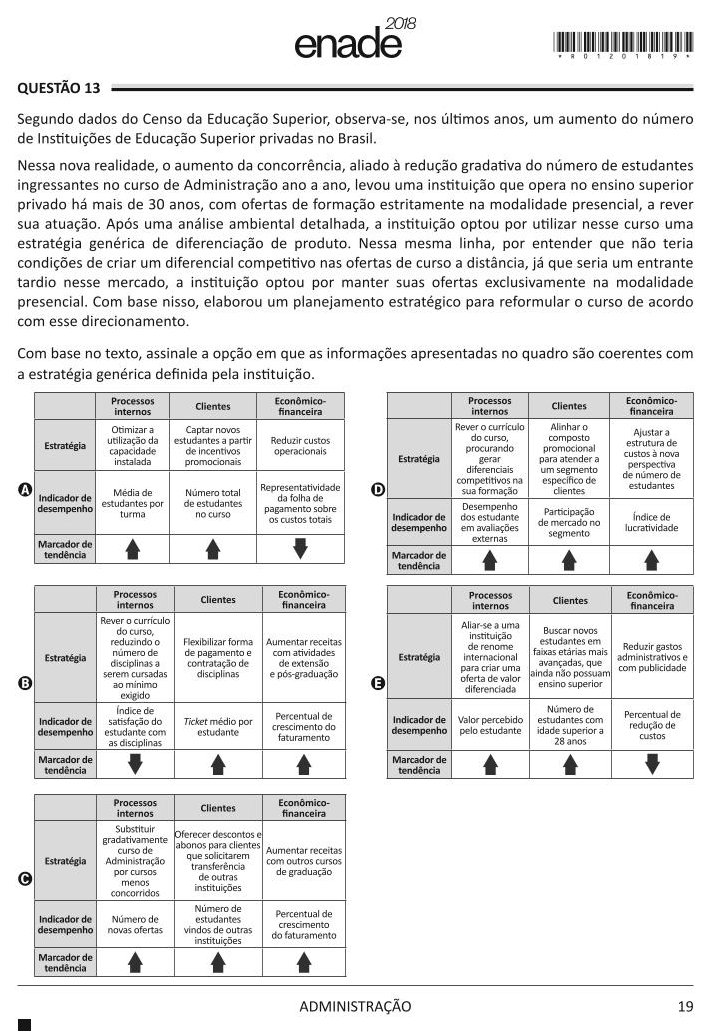 enade2018
* R 0 1 2 0 1 8 1 9 *
QUESTÃO 13
Segundo dados do Censo da Educação Superior, observa-se, nos últimos anos, um aumento do número
de Instituições de Educação Superior privadas no Brasil.
Nessa nova realidade, o aumento da concorrência, aliado à redução gradativa do número de estudantes
ingressantes no curso de Administração ano a ano, levou uma instituição que opera no ensino superior
privado há mais de 30 anos, com ofertas de formação estritamente na modalidade presencial, a rever
sua atuação. Após uma análise ambiental detalhada, a instituição optou por utilizar nesse curso uma
estratégia genérica de diferenciação de produto. Nessa mesma linha, por entender que não teria
condições de criar um diferencial competitivo nas ofertas de curso a distância, já que seria um entrante
tardio nesse mercado, a instituição optou por manter suas ofertas exclusivamente na modalidade
presencial. Com base nisso, elaborou um planejamento estratégico para reformular o curso de acordo
com esse direcionamento.
Com base no texto, assinale a opção em que as informações apresentadas no quadro são coerentes com
a estratégia genérica definida pela instituição.
A
Processos
internos
Clientes
Econômico-
financeira
Estratégia
Otimizar a
utilização da
capacidade
instalada
Captar novos
estudantes a partir
de incentivos
promocionais
Reduzir custos
operacionais
Indicador de
desempenho
Média de
estudantes por
turma
Número total
de estudantes
no curso
Representatividade
da folha de
pagamento sobre
os custos totais
Marcador de
tendência
B
Processos
internos
Clientes
Econômico-
financeira
Estratégia
Rever o currículo
do curso,
reduzindo o
número de
disciplinas a
serem cursadas
ao mínimo
exigido
Flexibilizar forma
de pagamento e
contratação de
disciplinas
Aumentar receitas
com atividades
de extensão
e pós-graduação
Indicador de
desempenho
Índice de
satisfação do
estudante com
as disciplinas
Ticket médio por
estudante
Percentual de
crescimento do
faturamento
Marcador de
tendência
C
Processos
internos
Clientes
Econômico-
financeira
Estratégia
Substituir
gradativamente
curso de
Administração
por cursos
menos
concorridos
Oferecer descontos e
abonos para clientes
que solicitarem
transferência
de outras
instituições
Aumentar receitas
com outros cursos
de graduação
Indicador de
desempenho
Número de
novas ofertas
Número de
estudantes
vindos de outras
instituições
Percentual de
crescimento
do faturamento
Marcador de
tendência
D
Processos
internos
Clientes
Econômico-
financeira
Estratégia
Rever o currículo
do curso,
procurando
gerar
diferenciais
competitivos na
sua formação
Alinhar o
composto
promocional
para atender a
um segmento
específico de
clientes
Ajustar a
estrutura de
custos à nova
perspectiva
de número de
estudantes
Indicador de
desempenho
Desempenho
dos estudante
em avaliações
externas
Participação
de mercado no
segmento
Índice de
lucratividade
Marcador de
tendência
E
Processos
internos
Clientes
Econômico-
financeira
Estratégia
Aliar-se a uma
instituição
de renome
internacional
para criar uma
oferta de valor
diferenciada
Buscar novos
estudantes em
faixas etárias mais
avançadas, que
ainda não possuam
ensino superior
Reduzir gastos
administrativos e
com publicidade
Indicador de
desempenho
Valor percebido
pelo estudante
Número de
estudantes com
idade superior a
28 anos
Percentual de
redução de
custos
Marcador de
tendência
ADMINISTRAÇÃO
19